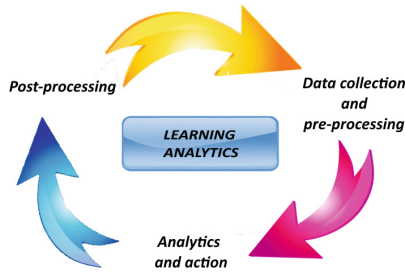 Post-processing
Data collection
and
pre-processing
LEARNING
ANALYTICS
Analytics
and action